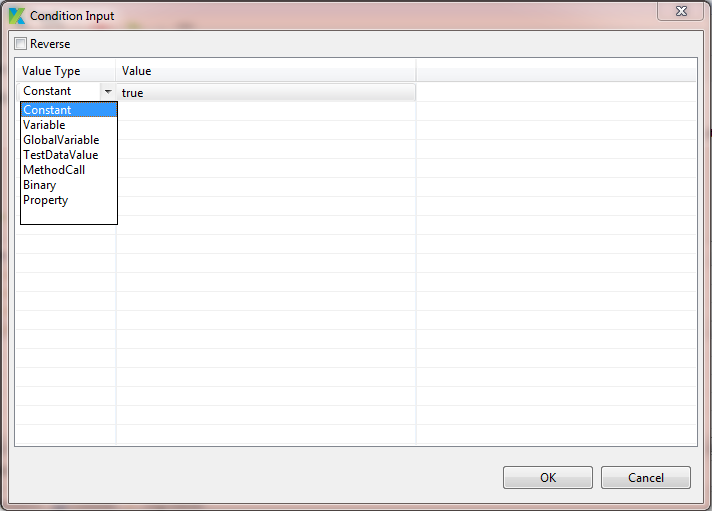 Condition Input
Reverse
Value Type Value
Constant true
Constant
Variable
GlobalVariable
TestDataValue
MethodCall
Binary
Property
OK Cancel